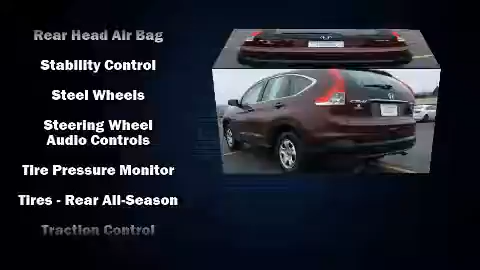 Rear Head Air Bag
Stability Control
Steel Wheels
Steering Wheel
Audio Controls
Tire Pressure Monitor
Tires - Rear All-Season
Traction Control